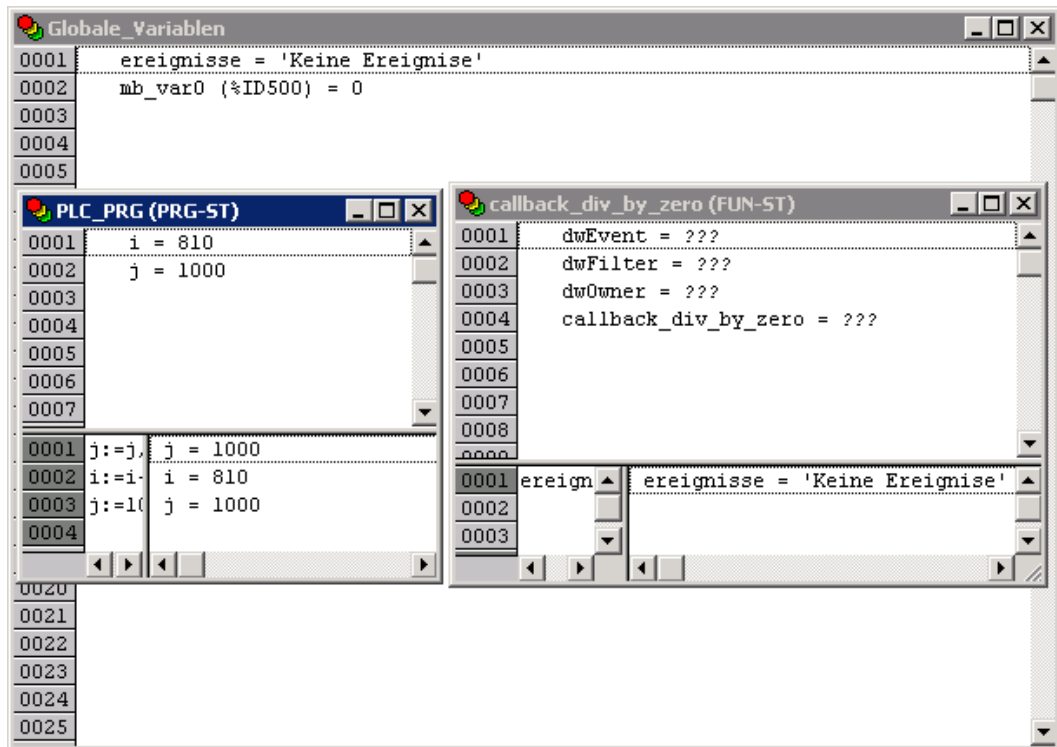 Globale_Variablen
0001 ereignisse = 'Keine Ereignise'
0002 mb_var0 (%ID500) = 0
0003
0004
0005
PLC_PRG (PRG-ST)
0001 i = 810
0002 j = 1000
0003
0004
0005
0006
0007
0001 j:=j, j = 1000
0002 i:=i- i = 810
0003 j:=10 j = 1000
0004
callback_div_by_zero (FUN-ST)
0001 dwEvent = ???
0002 dwFilter = ???
0003 dwOwner = ???
0004 callback_div_by_zero = ???
0005
0006
0007
0008
0001 ereign ereignisse = 'Keine Ereignise'
0002
0003
0020
0021
0022
0023
0024
0025